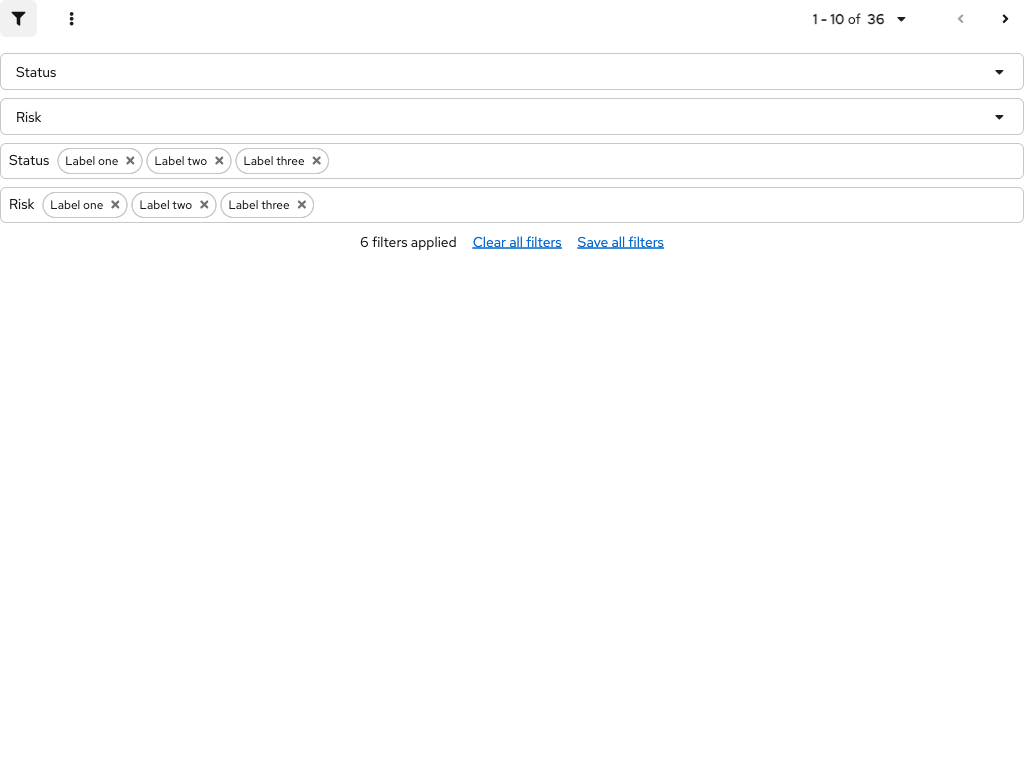 1 - 10 of 36
Status
Risk
Status Label one Label two Label three
Risk Label one Label two Label three
6 filters applied Clear all filters Save all filters